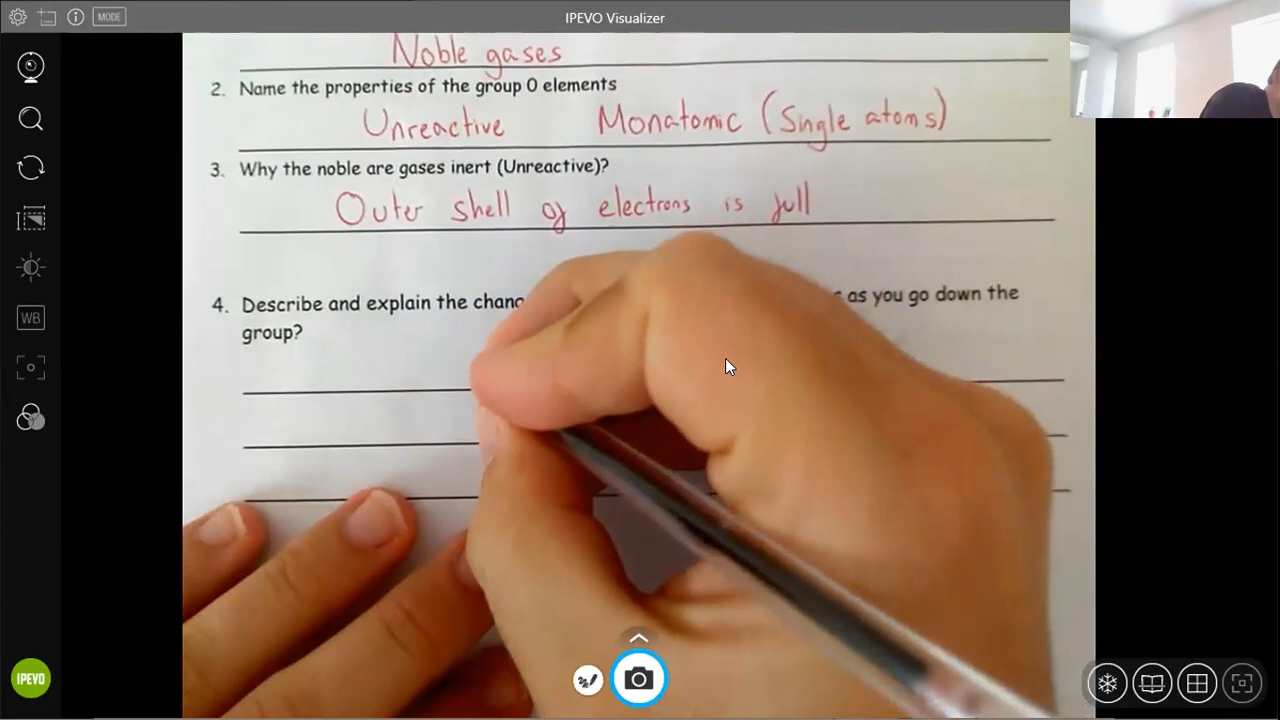 MODE
IPEVO Visualizer
Noble gases
2. Name the properties of the group 0 elements
Unreactive Monatomic (Single atoms)
3. Why the noble are gases inert (Unreactive)?
Outer shell of electrons is full
4. Describe and explain the as you go down the
group?
WB
IPEVO